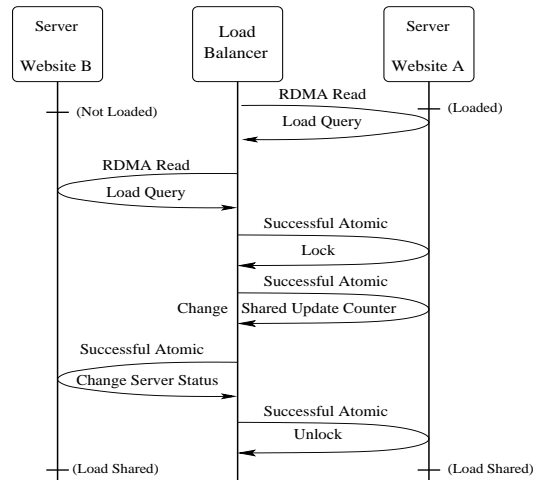 Server
Website B
Load
Balancer
Server
Website A
RDMA Read
(Not Loaded)
(Loaded)
Load Query
RDMA Read
Load Query
Successful Atomic
Lock
Successful Atomic
Change Shared Update Counter
Successful Atomic
Change Server Status
Successful Atomic
Unlock
(Load Shared)
(Load Shared)